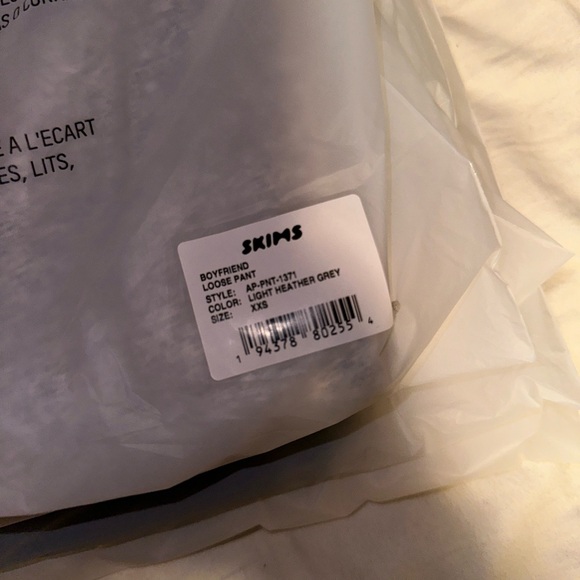 A L'ECART
ES, LITS,
SKIMS
BOYFRIEND
LOOSE PANT
STYLE: AP-PNT-1371
COLOR: LIGHT HEATHER GREY
SIZE: XXS
1 94378 80255 4